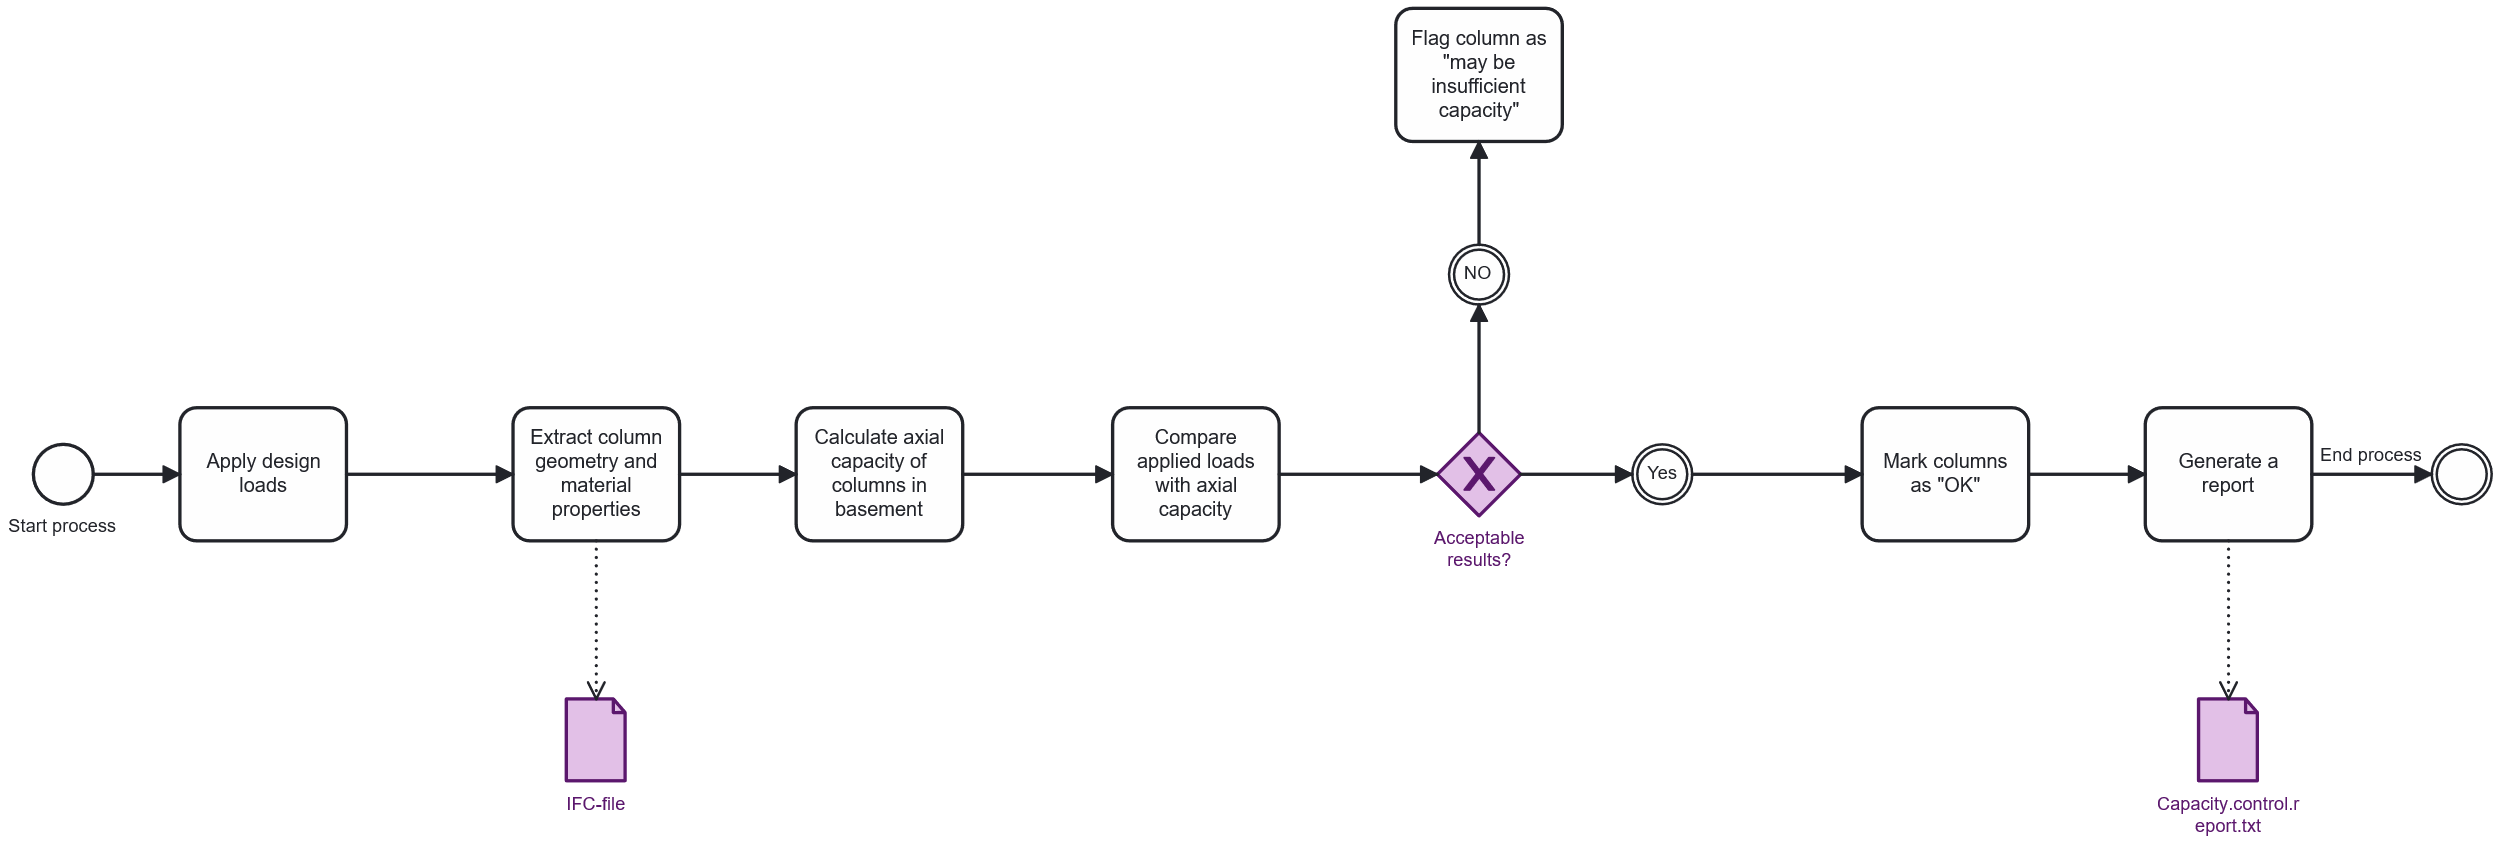 Flag column as
"may be
insufficient
capacity"
NO
Start process
Apply design
loads
Extract column
geometry and
material
properties
Calculate axial
capacity of
columns in
basement
Compare
applied loads
with axial
capacity
X
Acceptable
results?
Yes
Mark columns
as "OK"
Generate a
report
End process
IFC-file
Capacity.control.r
eport.txt